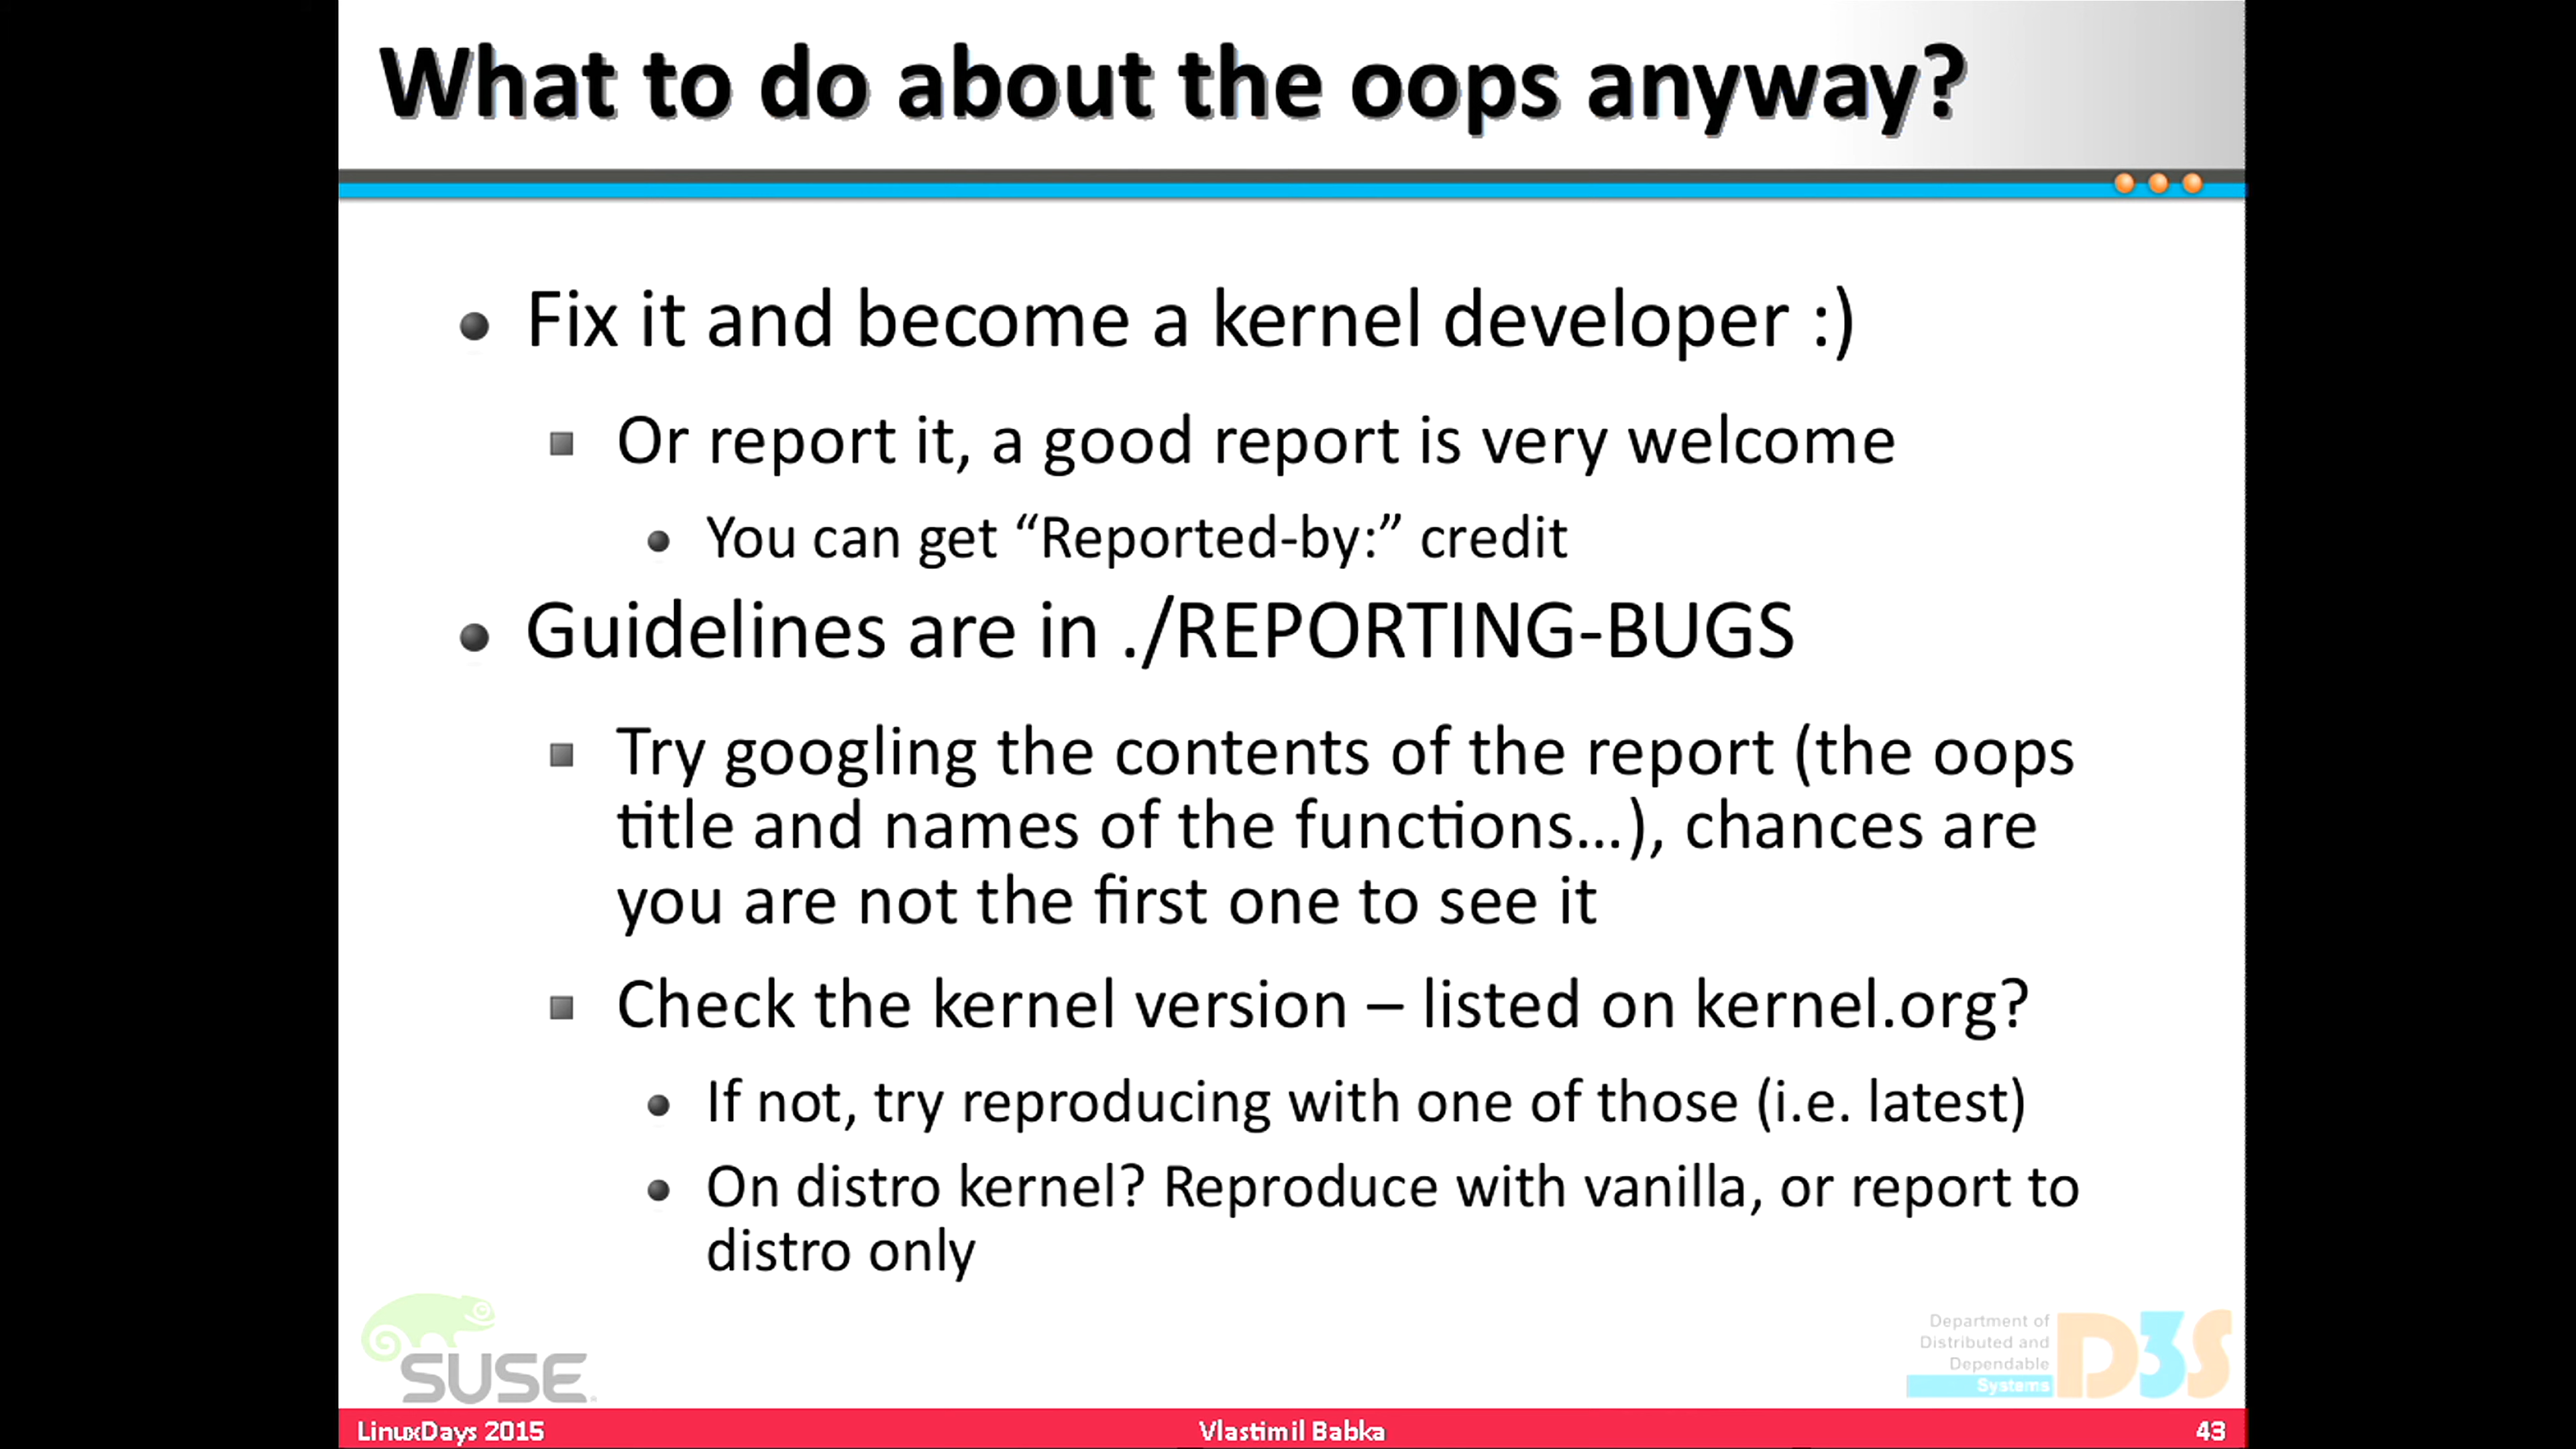 What to do about the oops anyway?
Fix it and become a kernel developer :)
Or report it, a good report is very welcome
You can get “Reported-by:” credit
Guidelines are in ./REPORTING-BUGS
Try googling the contents of the report (the oops
title and names of the functions…), chances are
you are not the first one to see it
Check the kernel version – listed on kernel.org?
If not, try reproducing with one of those (i.e. latest)
On distro kernel? Reproduce with vanilla, or report to
distro only
SUSE
Department of
Distributed and
Dependable
Systems
D3S
LinuxDays 2015
Vlastimil Babka
43